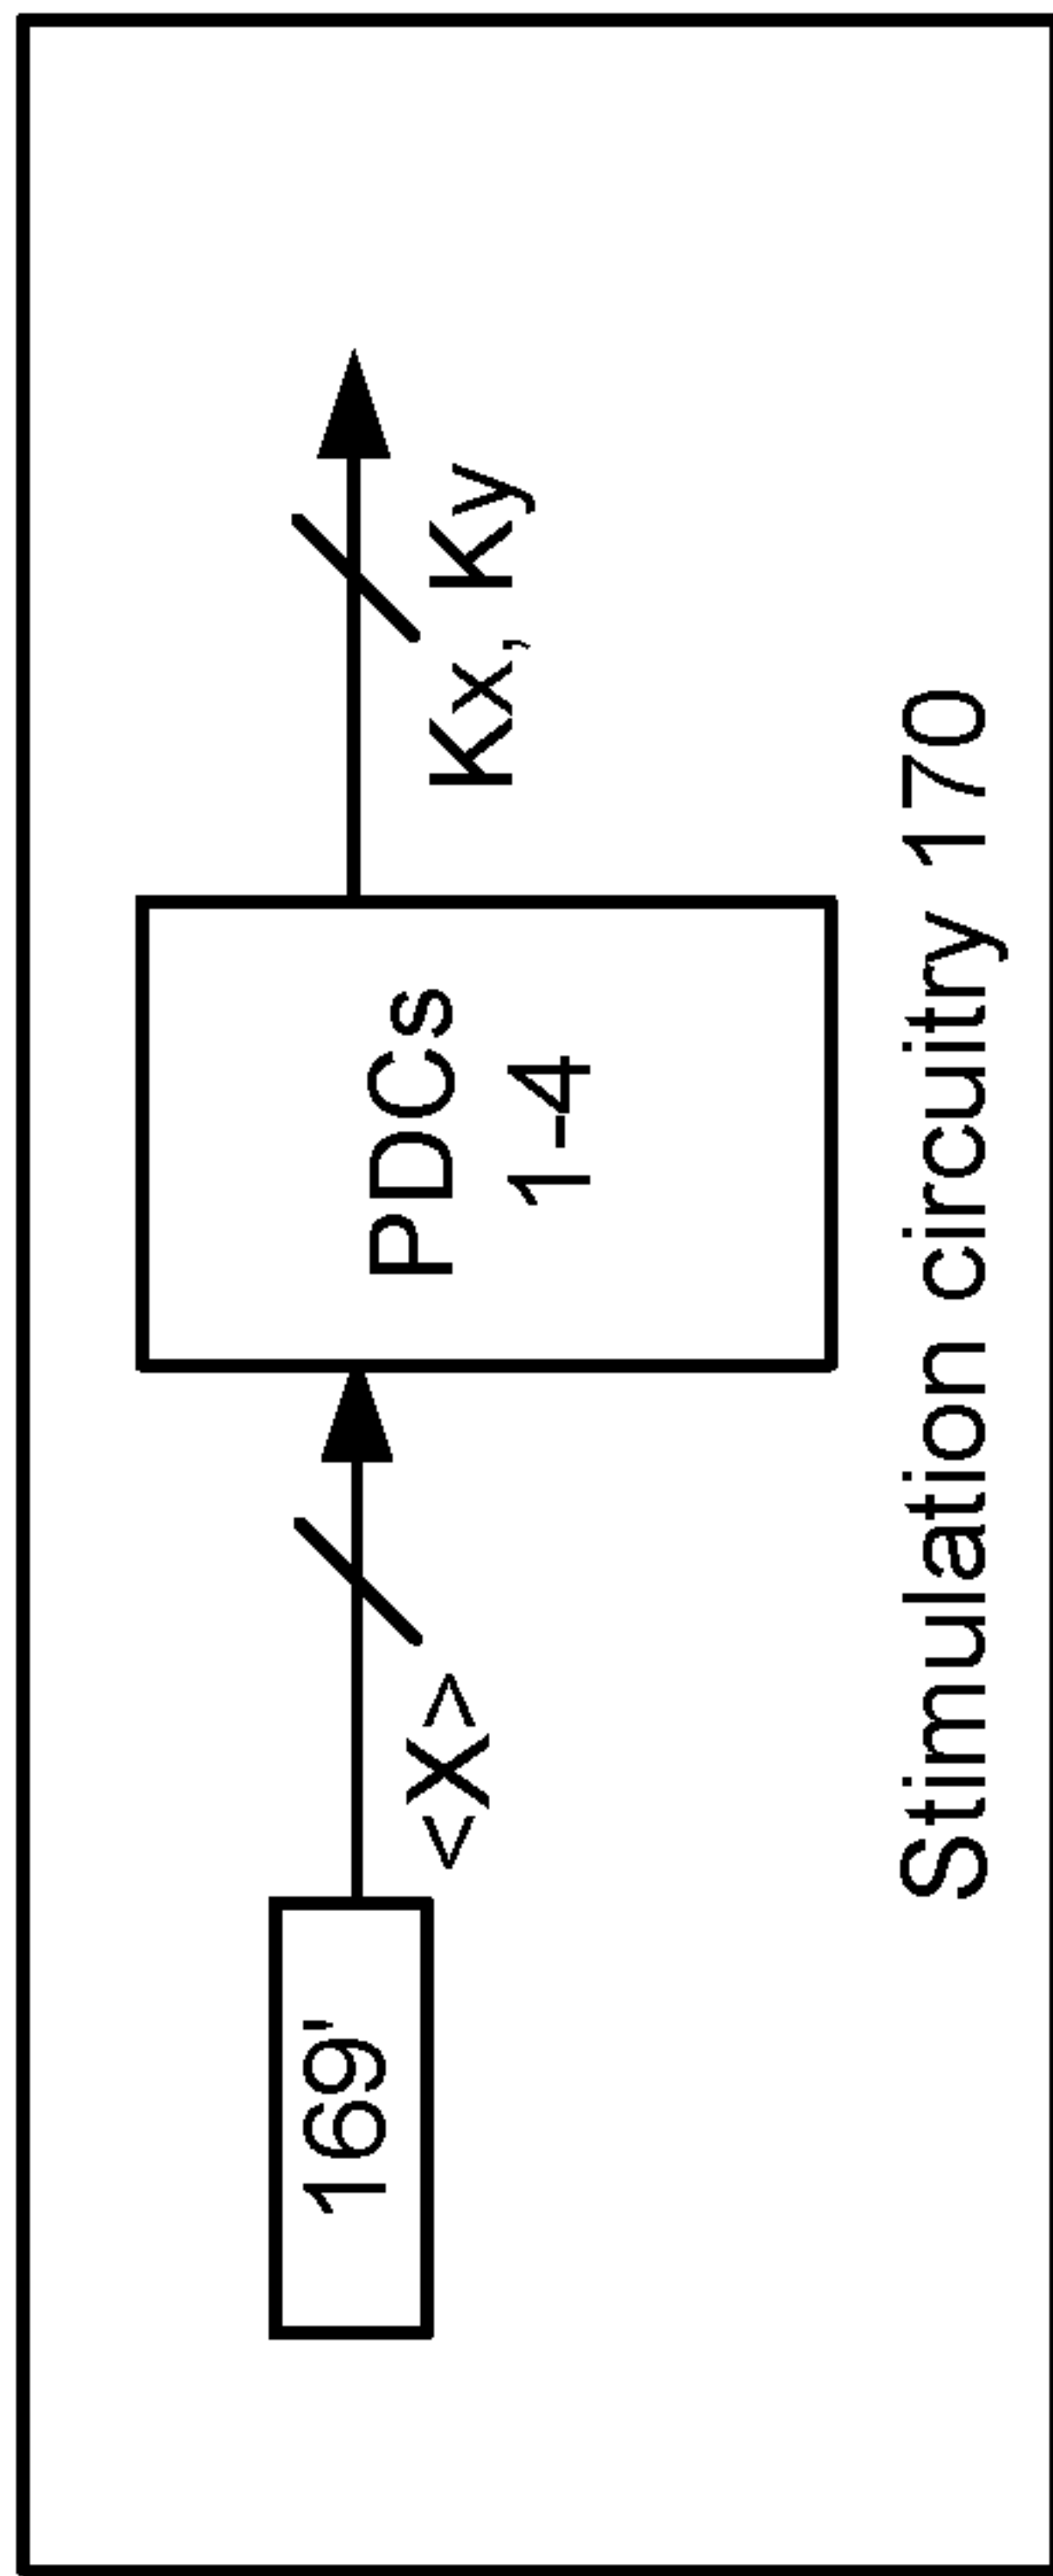 169'
<X>
PDCs
1-4
Kx, Ky
Stimulation circuitry 170